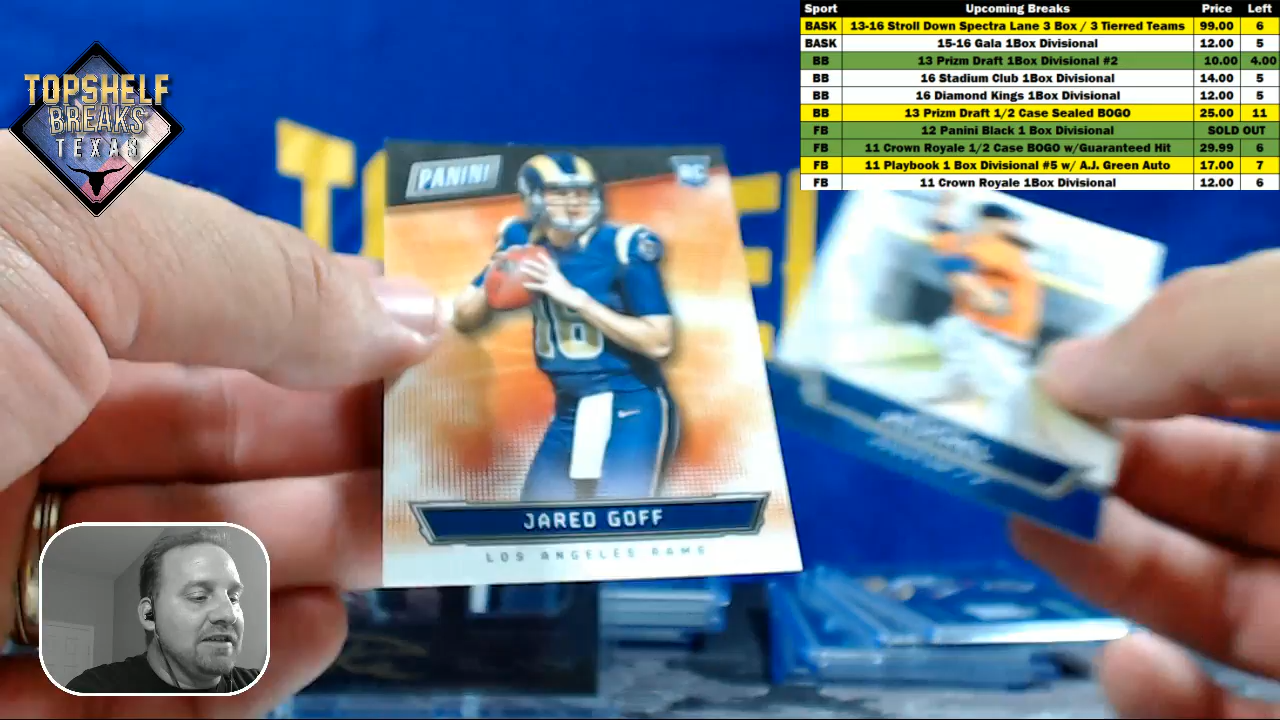 TOPSHELF
BREAKS
TEXAS
Sport Upcoming Breaks Price Left
BASK 13-16 Stroll Down Spectra Lane 3 Box / 3 Tierred Teams 99.00 6
BASK 15-16 Gala 1Box Divisional 12.00 5
BB 13 Prizm Draft 1Box Divisional #2 10.00 4.00
BB 16 Stadium Club 1Box Divisional 14.00 5
BB 16 Diamond Kings 1Box Divisional 12.00 5
BB 13 Prizm Draft 1/2 Case Sealed BOGO 25.00 11
FB 12 Panini Black 1 Box Divisional SOLD OUT
FB 11 Crown Royale 1/2 Case BOGO w/Guaranteed Hit 29.99 6
FB 11 Playbook 1 Box Divisional #5 w/ A.J. Green Auto 17.00 7
FB 11 Crown Royale 1Box Divisional 12.00 6
PANINI
RC
16
JARED GOFF
LOS ANGELES RAMS